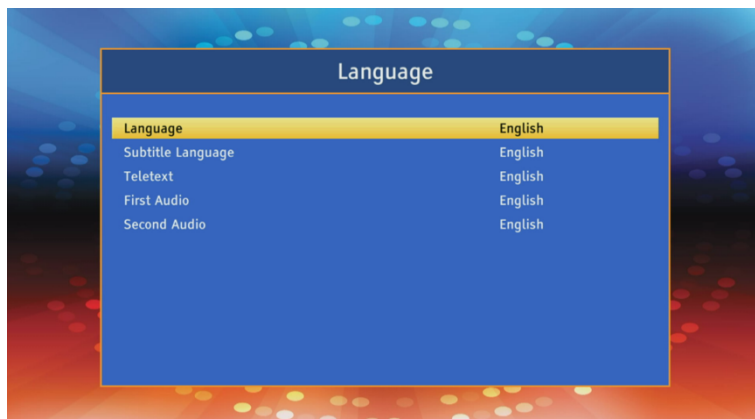 Language
Language English
Subtitle Language English
Teletext English
First Audio English
Second Audio English